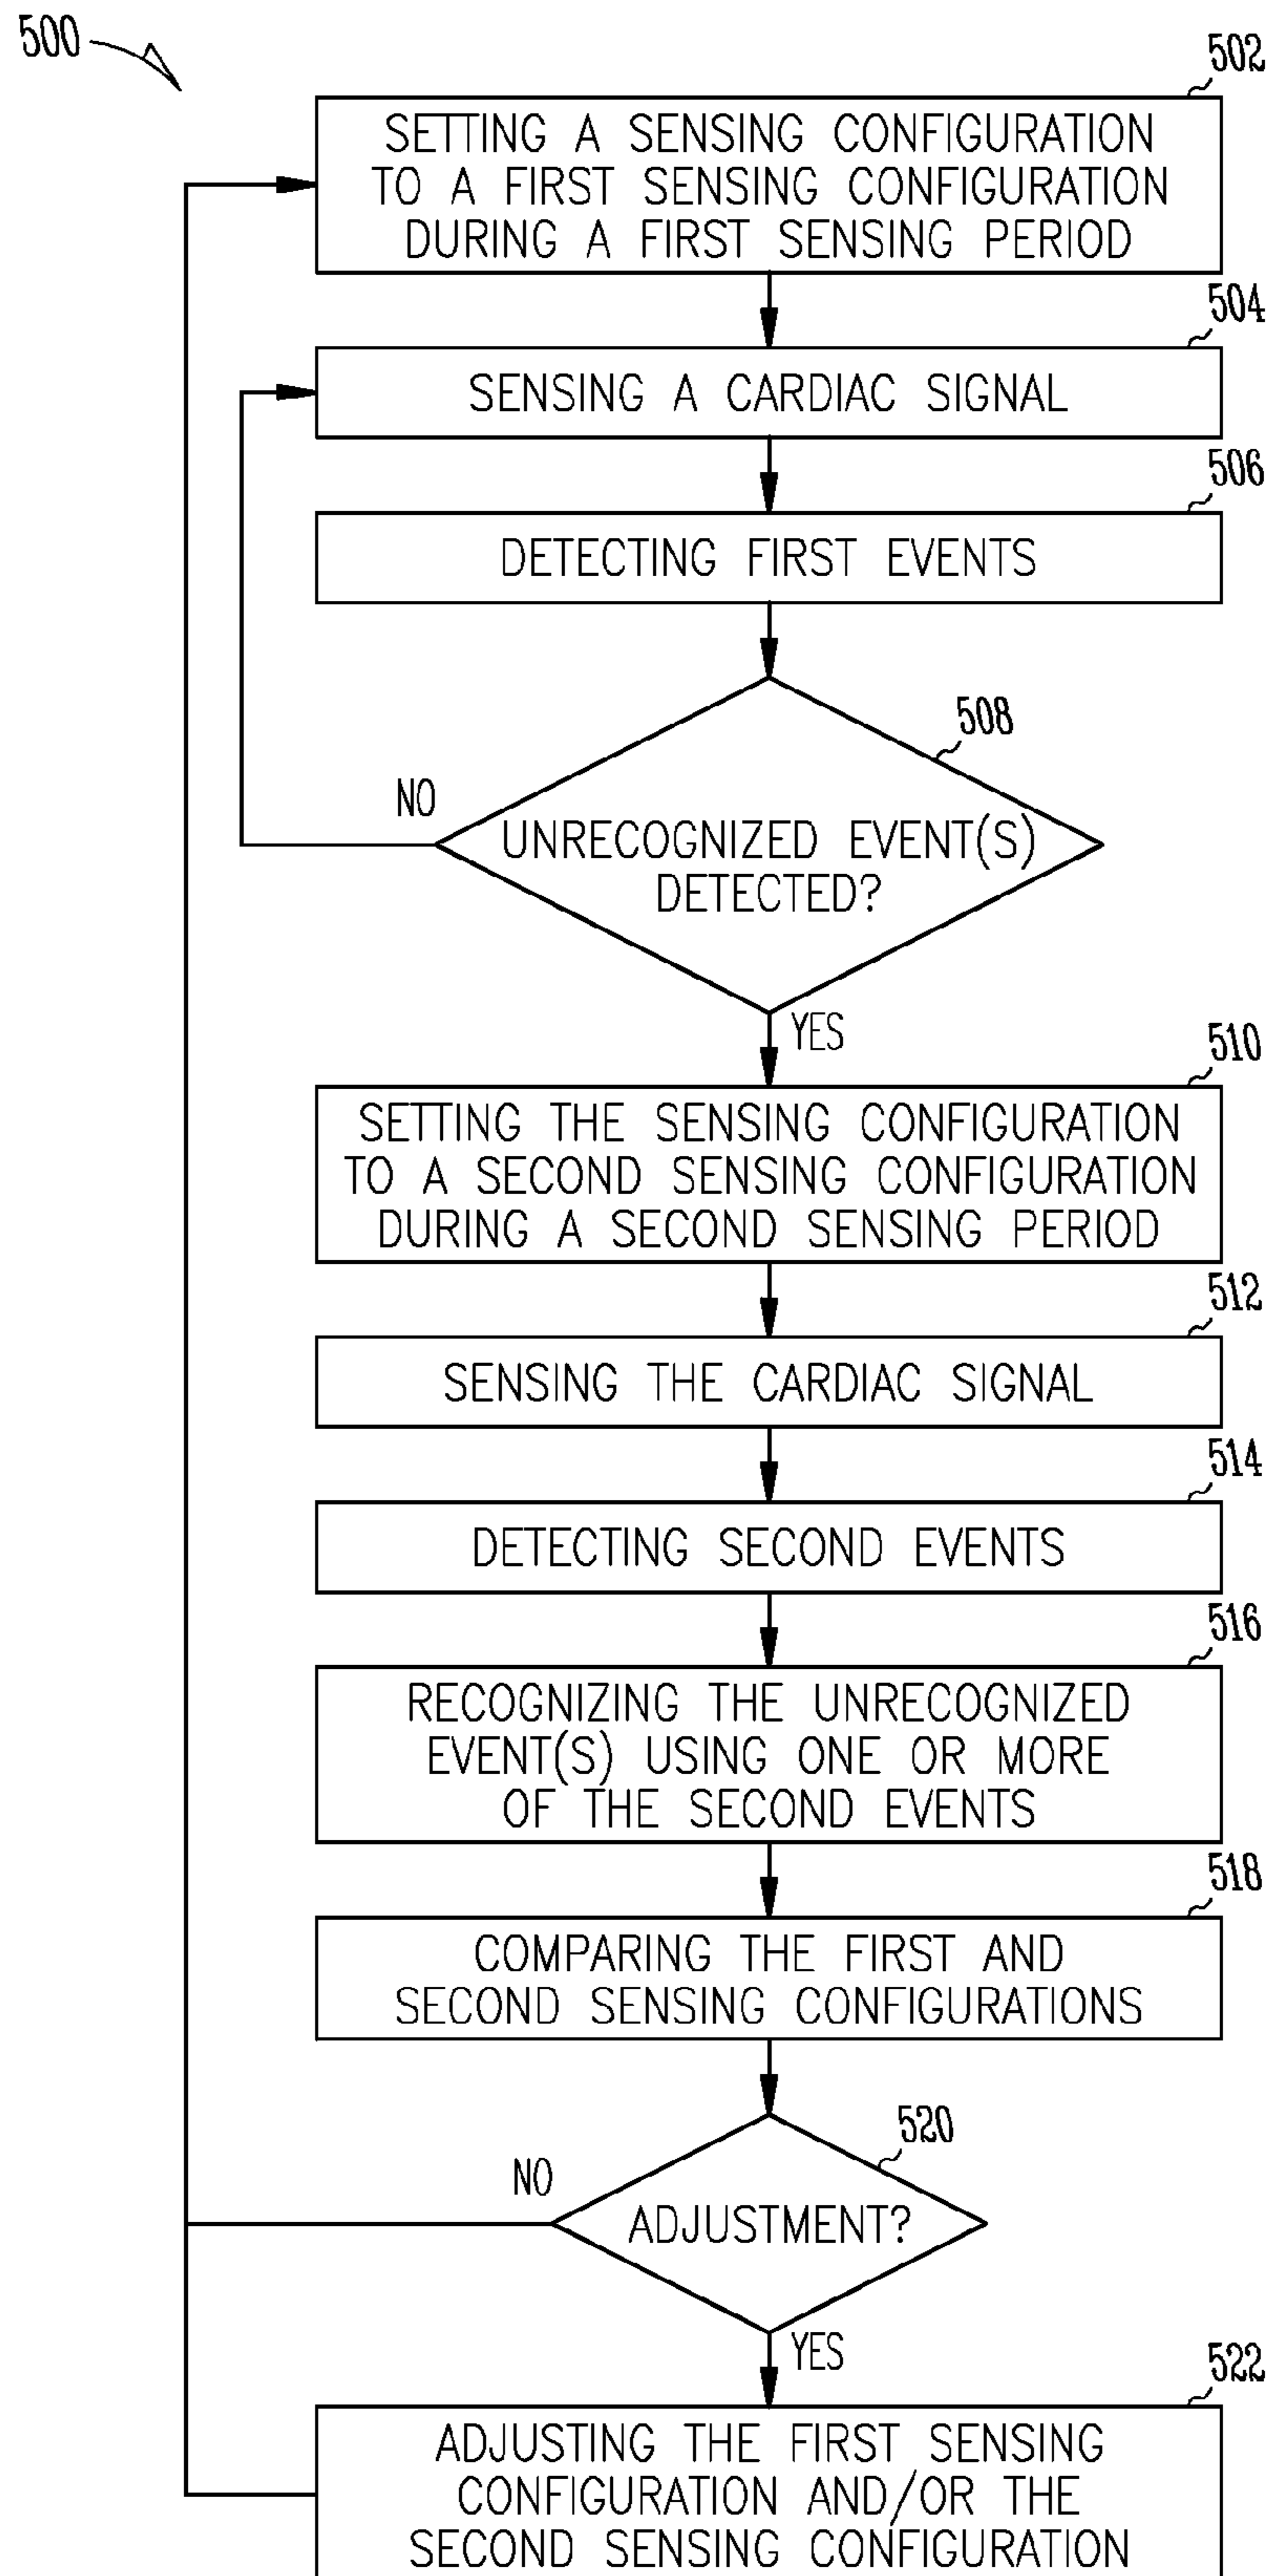 500
502
SETTING A SENSING CONFIGURATION
TO A FIRST SENSING CONFIGURATION
DURING A FIRST SENSING PERIOD
504
SENSING A CARDIAC SIGNAL
506
DETECTING FIRST EVENTS
508
NO
UNRECOGNIZED EVENT(S)
DETECTED?
YES
510
SETTING THE SENSING CONFIGURATION
TO A SECOND SENSING CONFIGURATION
DURING A SECOND SENSING PERIOD
512
SENSING THE CARDIAC SIGNAL
514
DETECTING SECOND EVENTS
516
RECOGNIZING THE UNRECOGNIZED
EVENT(S) USING ONE OR MORE
OF THE SECOND EVENTS
518
COMPARING THE FIRST AND
SECOND SENSING CONFIGURATIONS
520
NO
ADJUSTMENT?
YES
522
ADJUSTING THE FIRST SENSING
CONFIGURATION AND/OR THE
SECOND SENSING CONFIGURATION